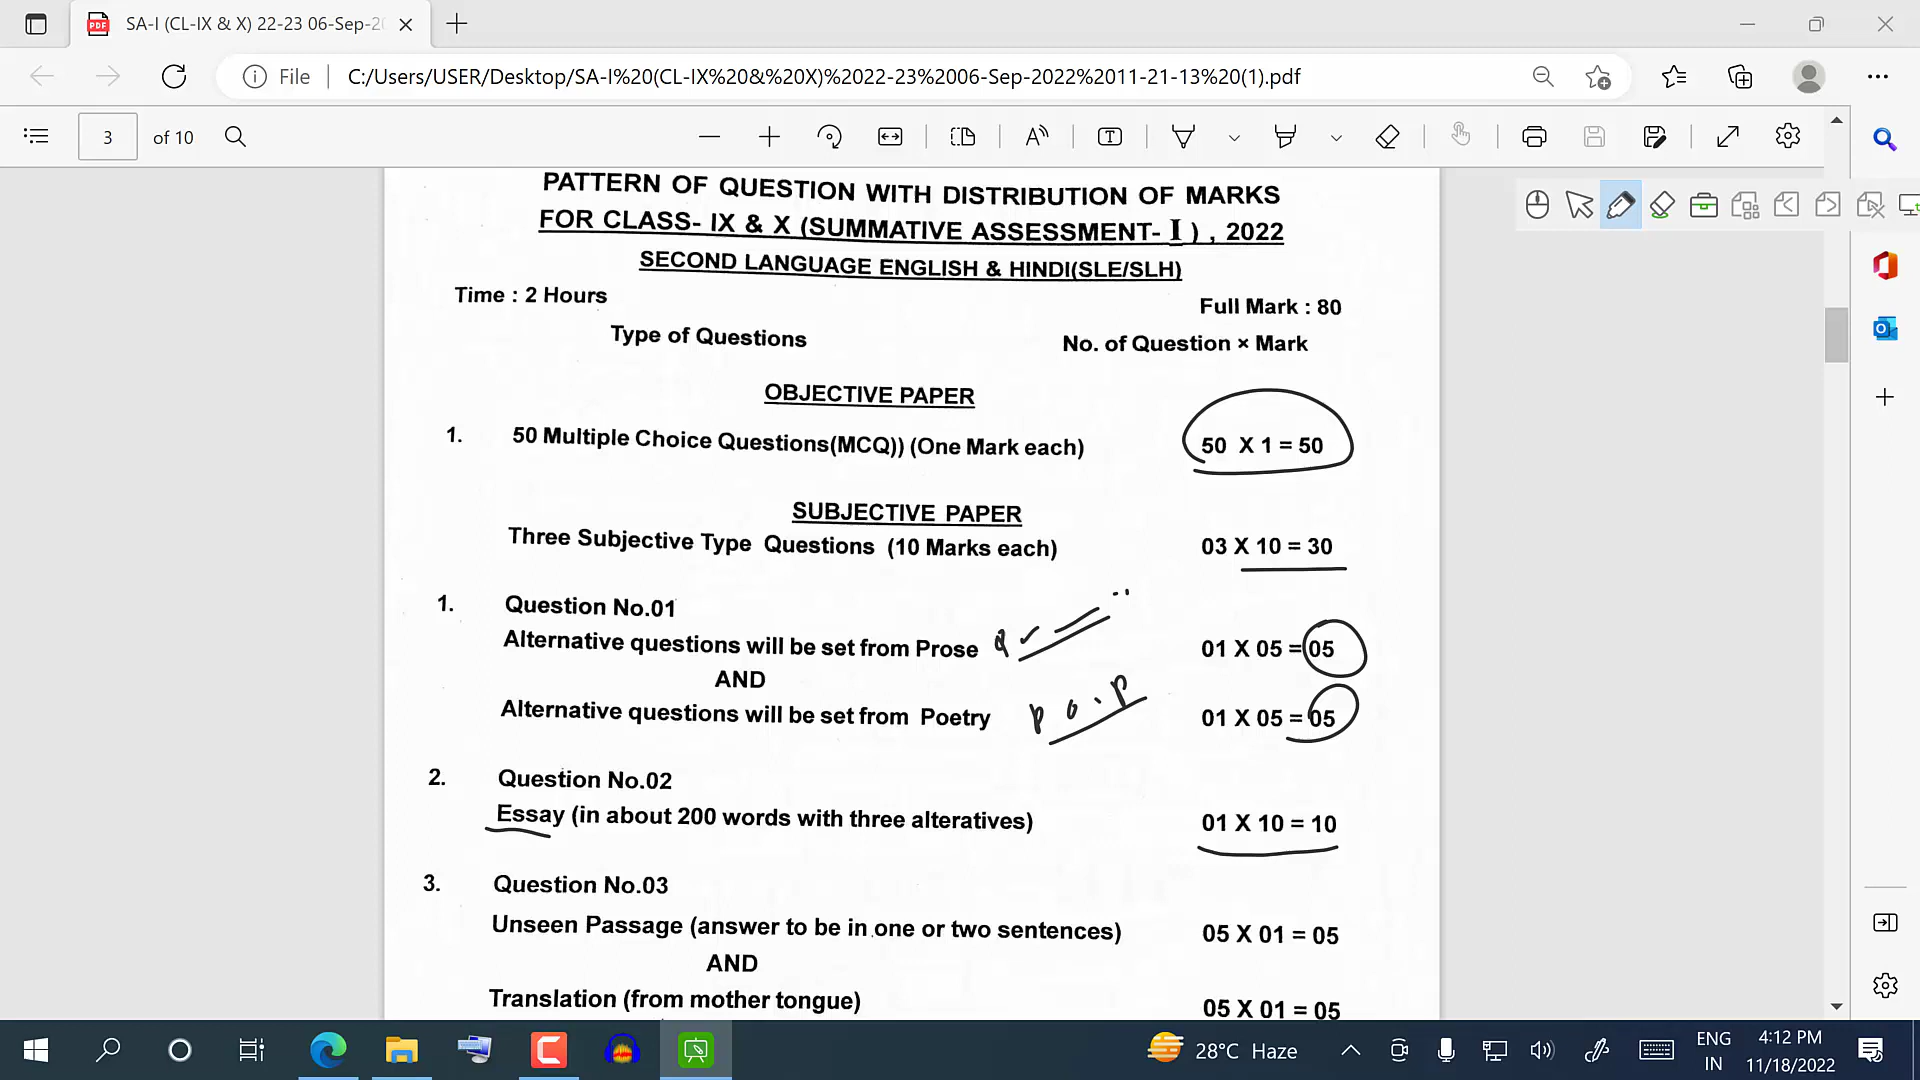 SA-I (CL-IX & X) 22-23 06-Sep-20
File
C:/Users/USER/Desktop/SA-I%20(CL-IX%20&%20X)%2022-23%2006-Sep-2022%2011-21-13%20(1).pdf
3 of 10
PATTERN OF QUESTION WITH DISTRIBUTION OF MARKS
FOR CLASS- IX & X (SUMMATIVE ASSESSMENT- I ) , 2022
SECOND LANGUAGE ENGLISH & HINDI(SLE/SLH)
Time : 2 Hours
Full Mark : 80
Type of Questions
No. of Question × Mark
OBJECTIVE PAPER
1. 50 Multiple Choice Questions(MCQ)) (One Mark each) 50 X 1 = 50
SUBJECTIVE PAPER
Three Subjective Type Questions (10 Marks each) 03 X 10 = 30
1. Question No.01
Alternative questions will be set from Prose 01 X 05 = 05
AND
Alternative questions will be set from Poetry 01 X 05 = 05
2. Question No.02
Essay (in about 200 words with three alteratives) 01 X 10 = 10
3. Question No.03
Unseen Passage (answer to be in one or two sentences) 05 X 01 = 05
AND
Translation (from mother tongue) 05 X 01 = 05
28°C Haze
ENG
IN
4:12 PM
11/18/2022